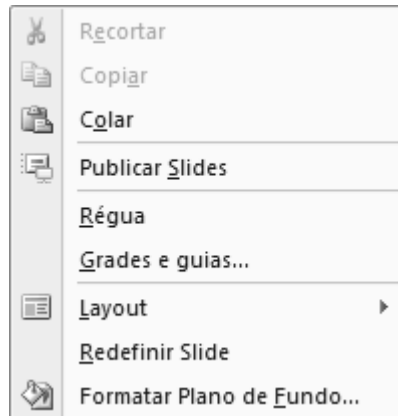 Recortar
Copiar
Colar
Publicar Slides
Régua
Grades e guias...
Layout
Redefinir Slide
Formatar Plano de Fundo...